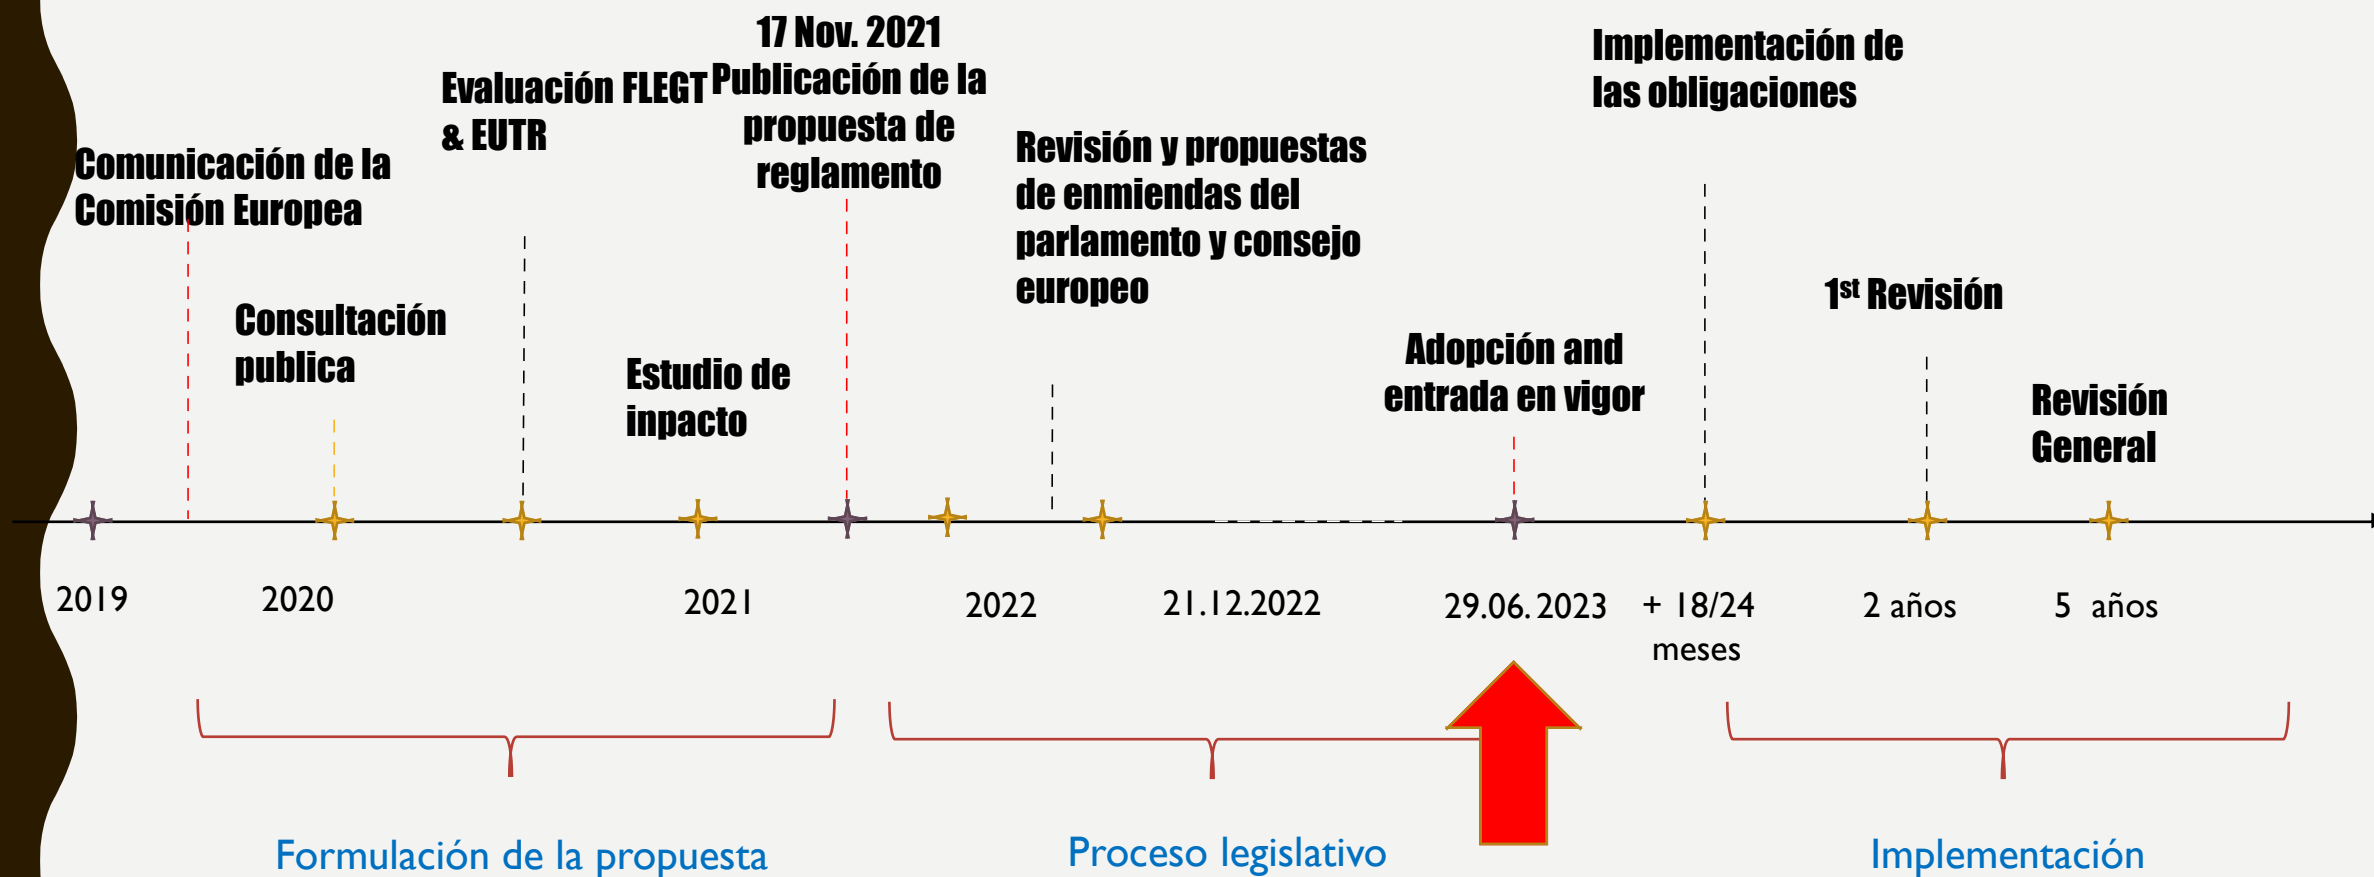 Comunicación de la
Comisión Europea
Consultación
publica
Evaluación FLEGT
& EUTR
Estudio de
inpacto
17 Nov. 2021
Publicación de la
propuesta de
reglamento
Revisión y propuestas
de enmiendas del
parlamento y consejo
europeo
Adopción and
entrada en vigor
Implementación de
las obligaciones
1st Revisión
Revisión
General
2019
2020
2021
2022
21.12.2022
29.06.2023
+ 18/24
meses
2 años
5 años
Formulación de la propuesta
Proceso legislativo
Implementación